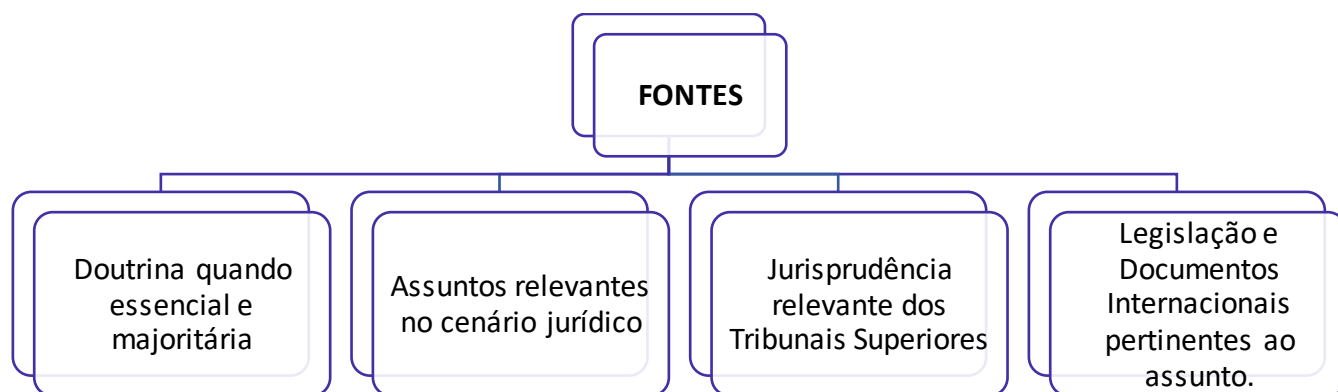 FONTES
Doutrina quando
essencial e
majoritária
Assuntos relevantes
no cenário jurídico
Jurisprudência
relevante dos
Tribunais Superiores
Legislação e
Documentos
Internacionais
pertinentes ao
assunto.